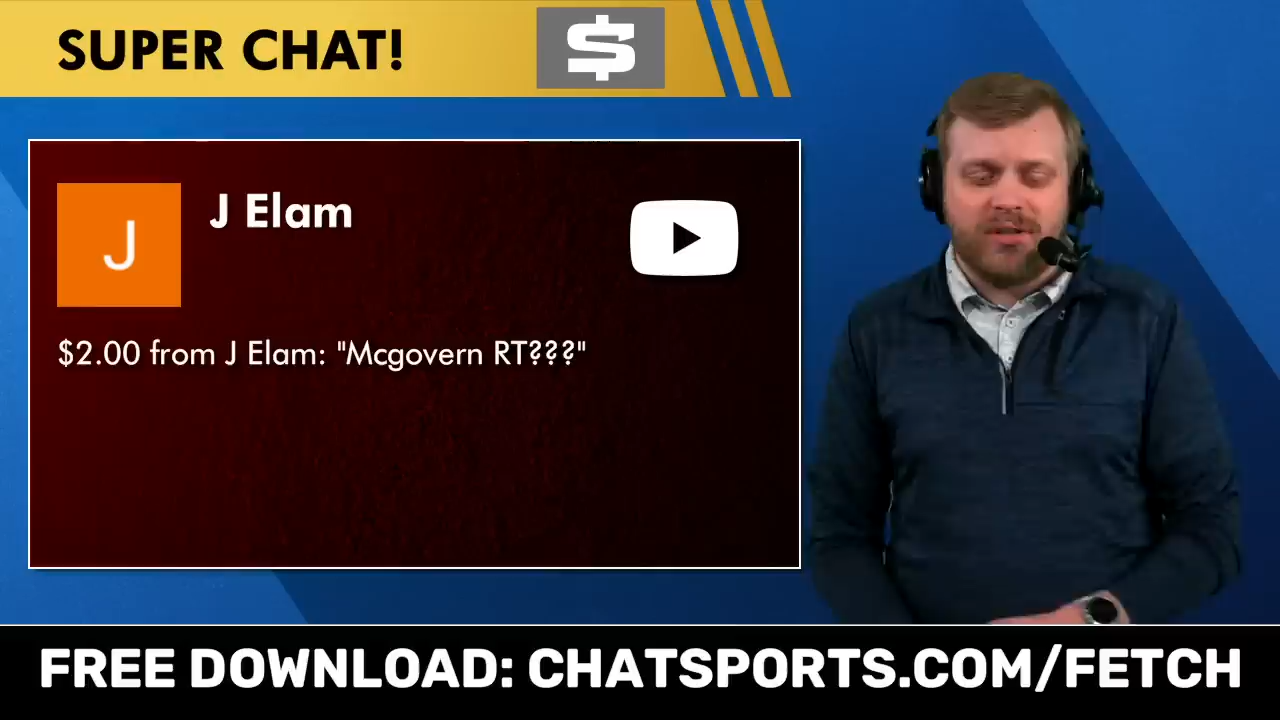 SUPER CHAT!
$
J
J Elam
$2.00 from J Elam: "Mcgovern RT???"
FREE DOWNLOAD: CHATSPORTS.COM/FETCH